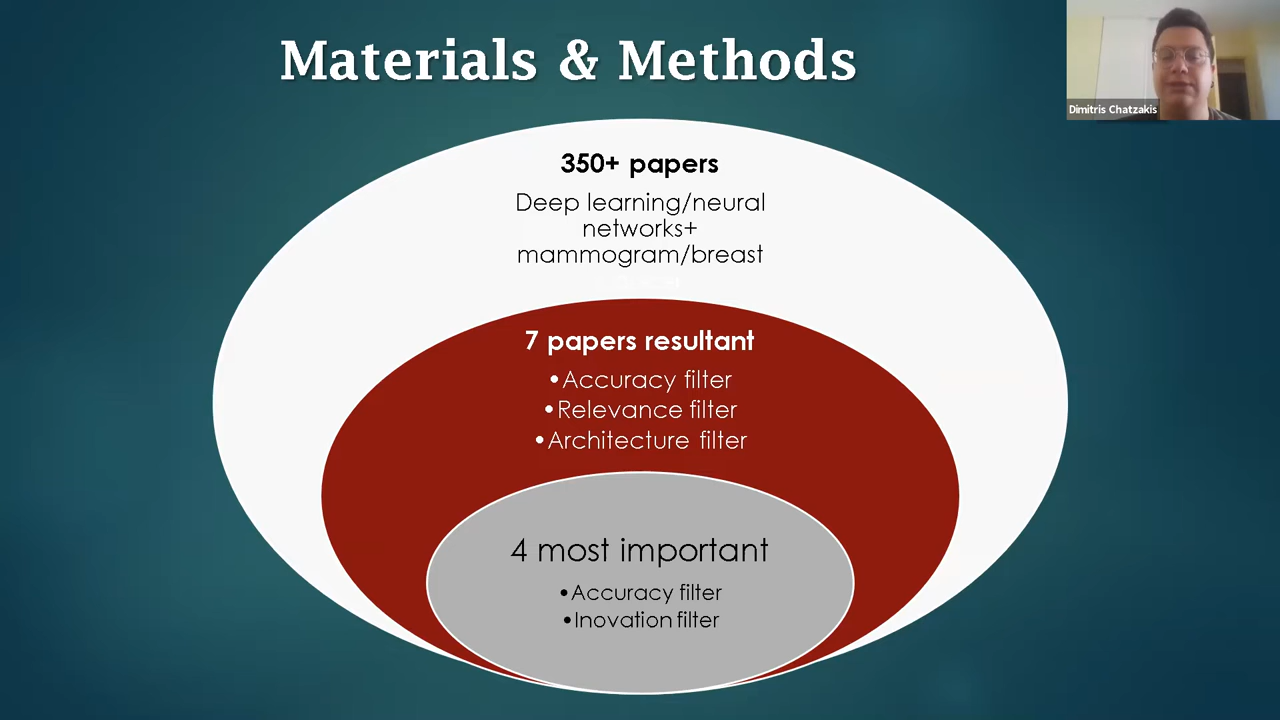 Materials & Methods
Dimitris Chatzakis
350+ papers
Deep learning/neural
networks+
mammogram/breast
7 papers resultant
•Accuracy filter
•Relevance filter
•Architecture filter
4 most important
•Accuracy filter
•Inovation filter